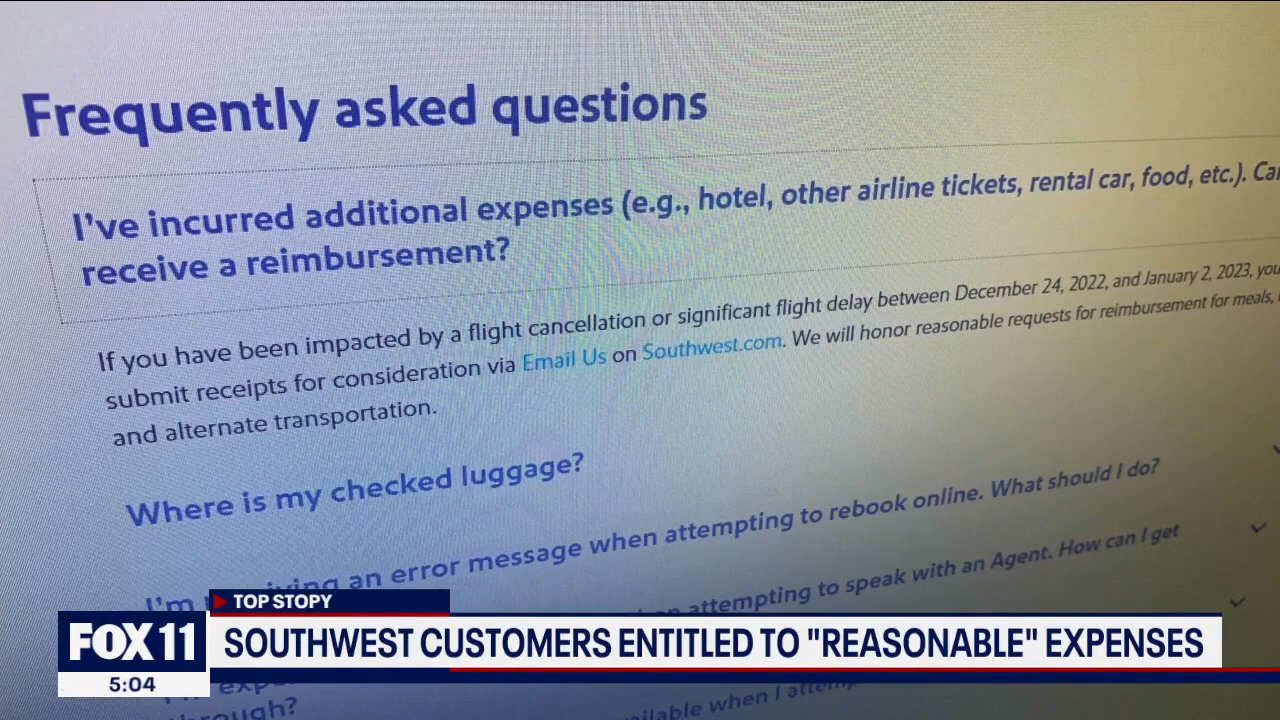 Frequently asked questions
I've incurred additional expenses (e.g., hotel, other airline tickets, rental car, food, etc.).
receive a reimbursement?
If you have been impacted by a flight cancellation or significant flight delay between December 24, 2022, and January 2, 2023,
submit receipts for consideration via Email Us on Southwest.com. We will honor reasonable requests for reimbursement for meals,
and alternate transportation.
Where is my checked luggage?
I'm an error message when attempting to rebook online. What should I do?
attempting to speak with an Agent. How can I get
TOP STOPY
FOX 11
SOUTHWEST CUSTOMERS ENTITLED TO "REASONABLE" EXPENSES
5:04
when I